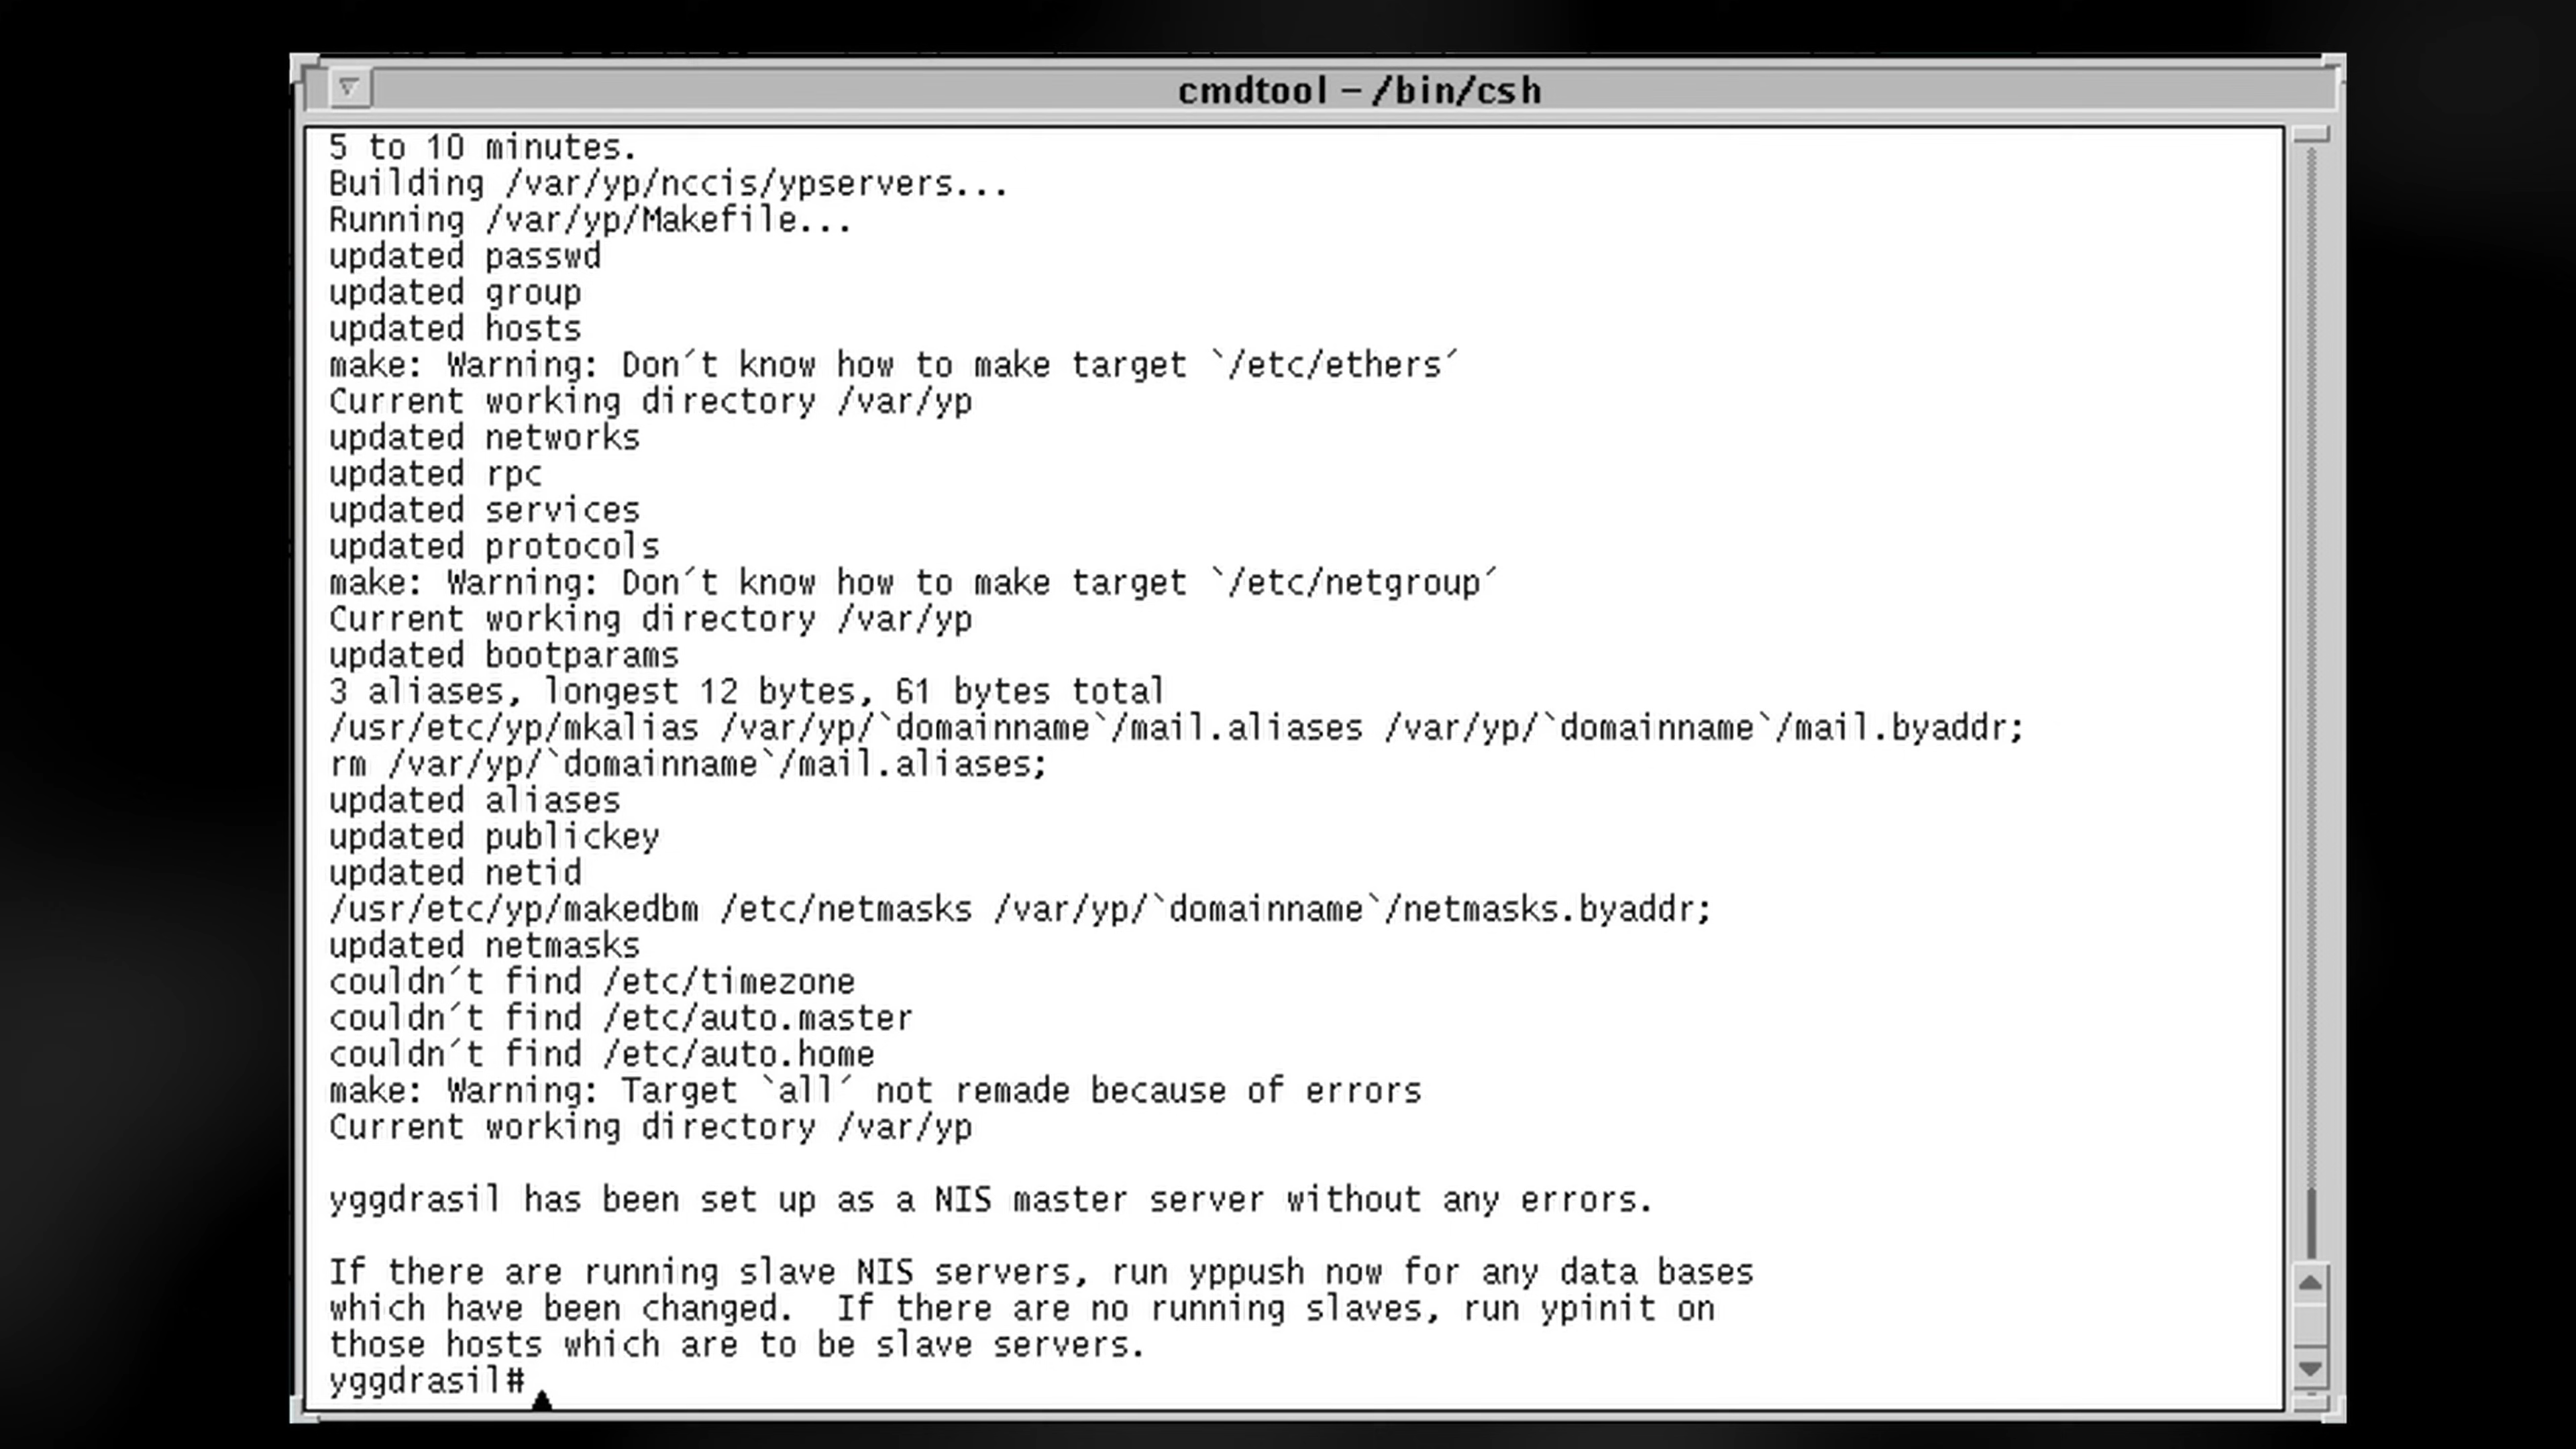 cmdtool – /bin/csh
5 to 10 minutes.
Building /var/yp/nccis/ypservers...
Running /var/yp/Makefile...
updated passwd
updated group
updated hosts
make: Warning: Don´t know how to make target `/etc/ethers´
Current working directory /var/yp
updated networks
updated rpc
updated services
updated protocols
make: Warning: Don´t know how to make target `/etc/netgroup´
Current working directory /var/yp
updated bootparams
3 aliases, longest 12 bytes, 61 bytes total
/usr/etc/yp/mkalias /var/yp/`domainname`/mail.aliases /var/yp/`domainname`/mail.byaddr;
rm /var/yp/`domainname`/mail.aliases;
updated aliases
updated publickey
updated netid
/usr/etc/yp/makedbm /etc/netmasks /var/yp/`domainname`/netmasks.byaddr;
updated netmasks
couldn´t find /etc/timezone
couldn´t find /etc/auto.master
couldn´t find /etc/auto.home
make: Warning: Target `all´ not remade because of errors
Current working directory /var/yp
yggdrasil has been set up as a NIS master server without any errors.
If there are running slave NIS servers, run yppush now for any data bases
which have been changed.  If there are no running slaves, run ypinit on
those hosts which are to be slave servers.
yggdrasil#